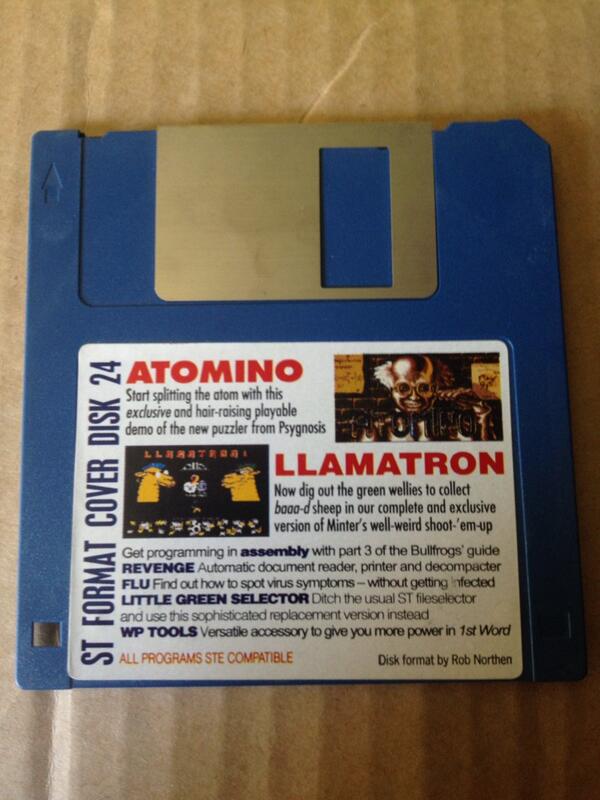 ST FORMAT COVER DISK 24
ATOMINO
Start splitting the atom with this
exclusive and hair-raising playable
demo of the new puzzler from Psygnosis
ATOMINO
LLAMATRON:
LLAMATRON
Now dig out the green wellies to collect
baaa-d sheep in our complete and exclusive
version of Minter's well-weird shoot-'em-up
Get programming in assembly with part 3 of the Bullfrogs' guide
REVENGE Automatic document reader, printer and decompacter
FLU Find out how to spot virus symptoms – without getting infected
LITTLE GREEN SELECTOR Ditch the usual ST fileselector
and use this sophisticated replacement version instead
WP TOOLS Versatile accessory to give you more power in 1st Word
ALL PROGRAMS STE COMPATIBLE
Disk format by Rob Northen